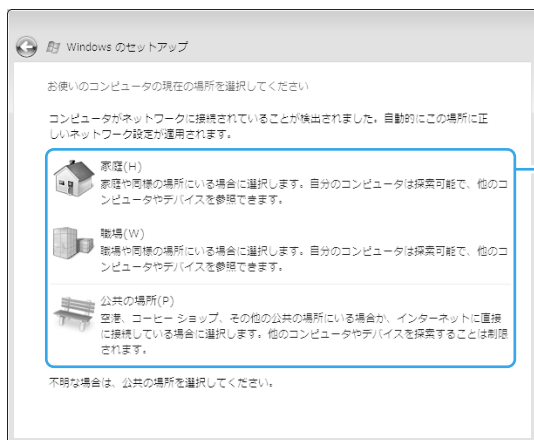 Windows のセットアップ
お使いのコンピュータの現在の場所を選択してください
コンピュータがネットワークに接続されていることが検出されました。自動的にこの場所に正
しいネットワーク設定が適用されます。
家庭(H)
家庭や同様の場所にいる場合に選択します。自分のコンピュータは探索可能で、他のコ
ンピュータやデバイスを参照できます。
職場(W)
職場や同様の場所にいる場合に選択します。自分のコンピュータは探索可能で、他のコ
ンピュータやデバイスを参照できます。
公共の場所(P)
空港、コーヒー ショップ、その他の公共の場所にいる場合か、インターネットに直接
に接続している場合に選択します。他のコンピュータやデバイスを探索することは制限
されます。
不明な場合は、公共の場所を選択してください。